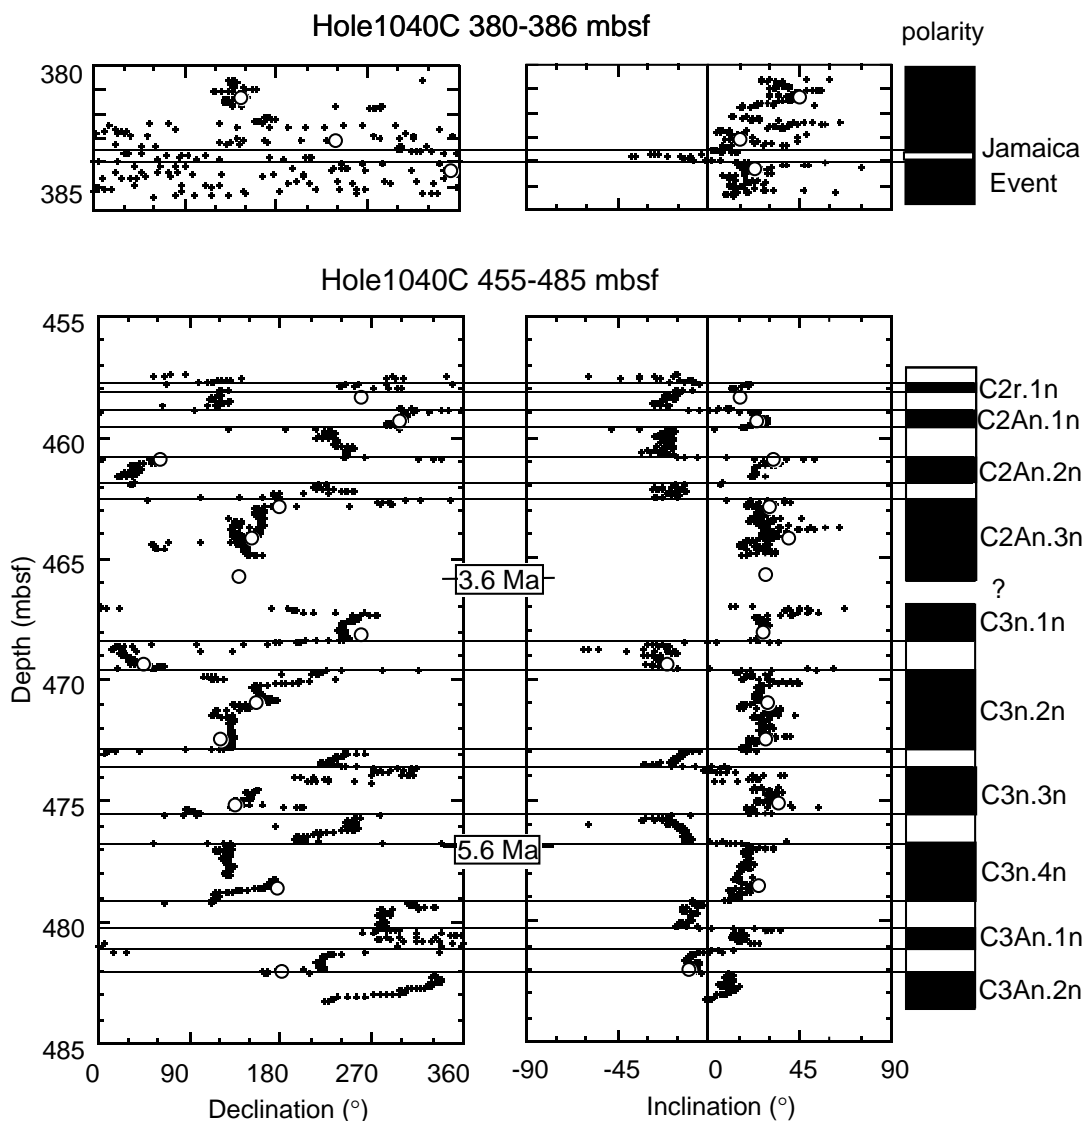 Hole1040C 380-386 mbsf
polarity
380
385
Jamaica
Event
Hole1040C 455-485 mbsf
455
460
465
470
475
480
485
Depth (mbsf)
3.6 Ma
5.6 Ma
C2r.1n
C2An.1n
C2An.2n
C2An.3n
?
C3n.1n
C3n.2n
C3n.3n
C3n.4n
C3An.1n
C3An.2n
0 90 180 270 360
-90 -45 0 45 90
Declination (°)
Inclination (°)